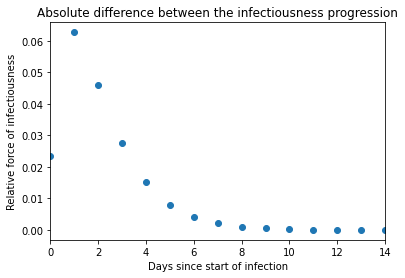 Absolute difference between the infectiousness progression
0.06
0.05
0.04
0.03
0.02
0.01
0.00
Relative force of infectiousness
0 2 4 6 8 10 12 14
Days since start of infection